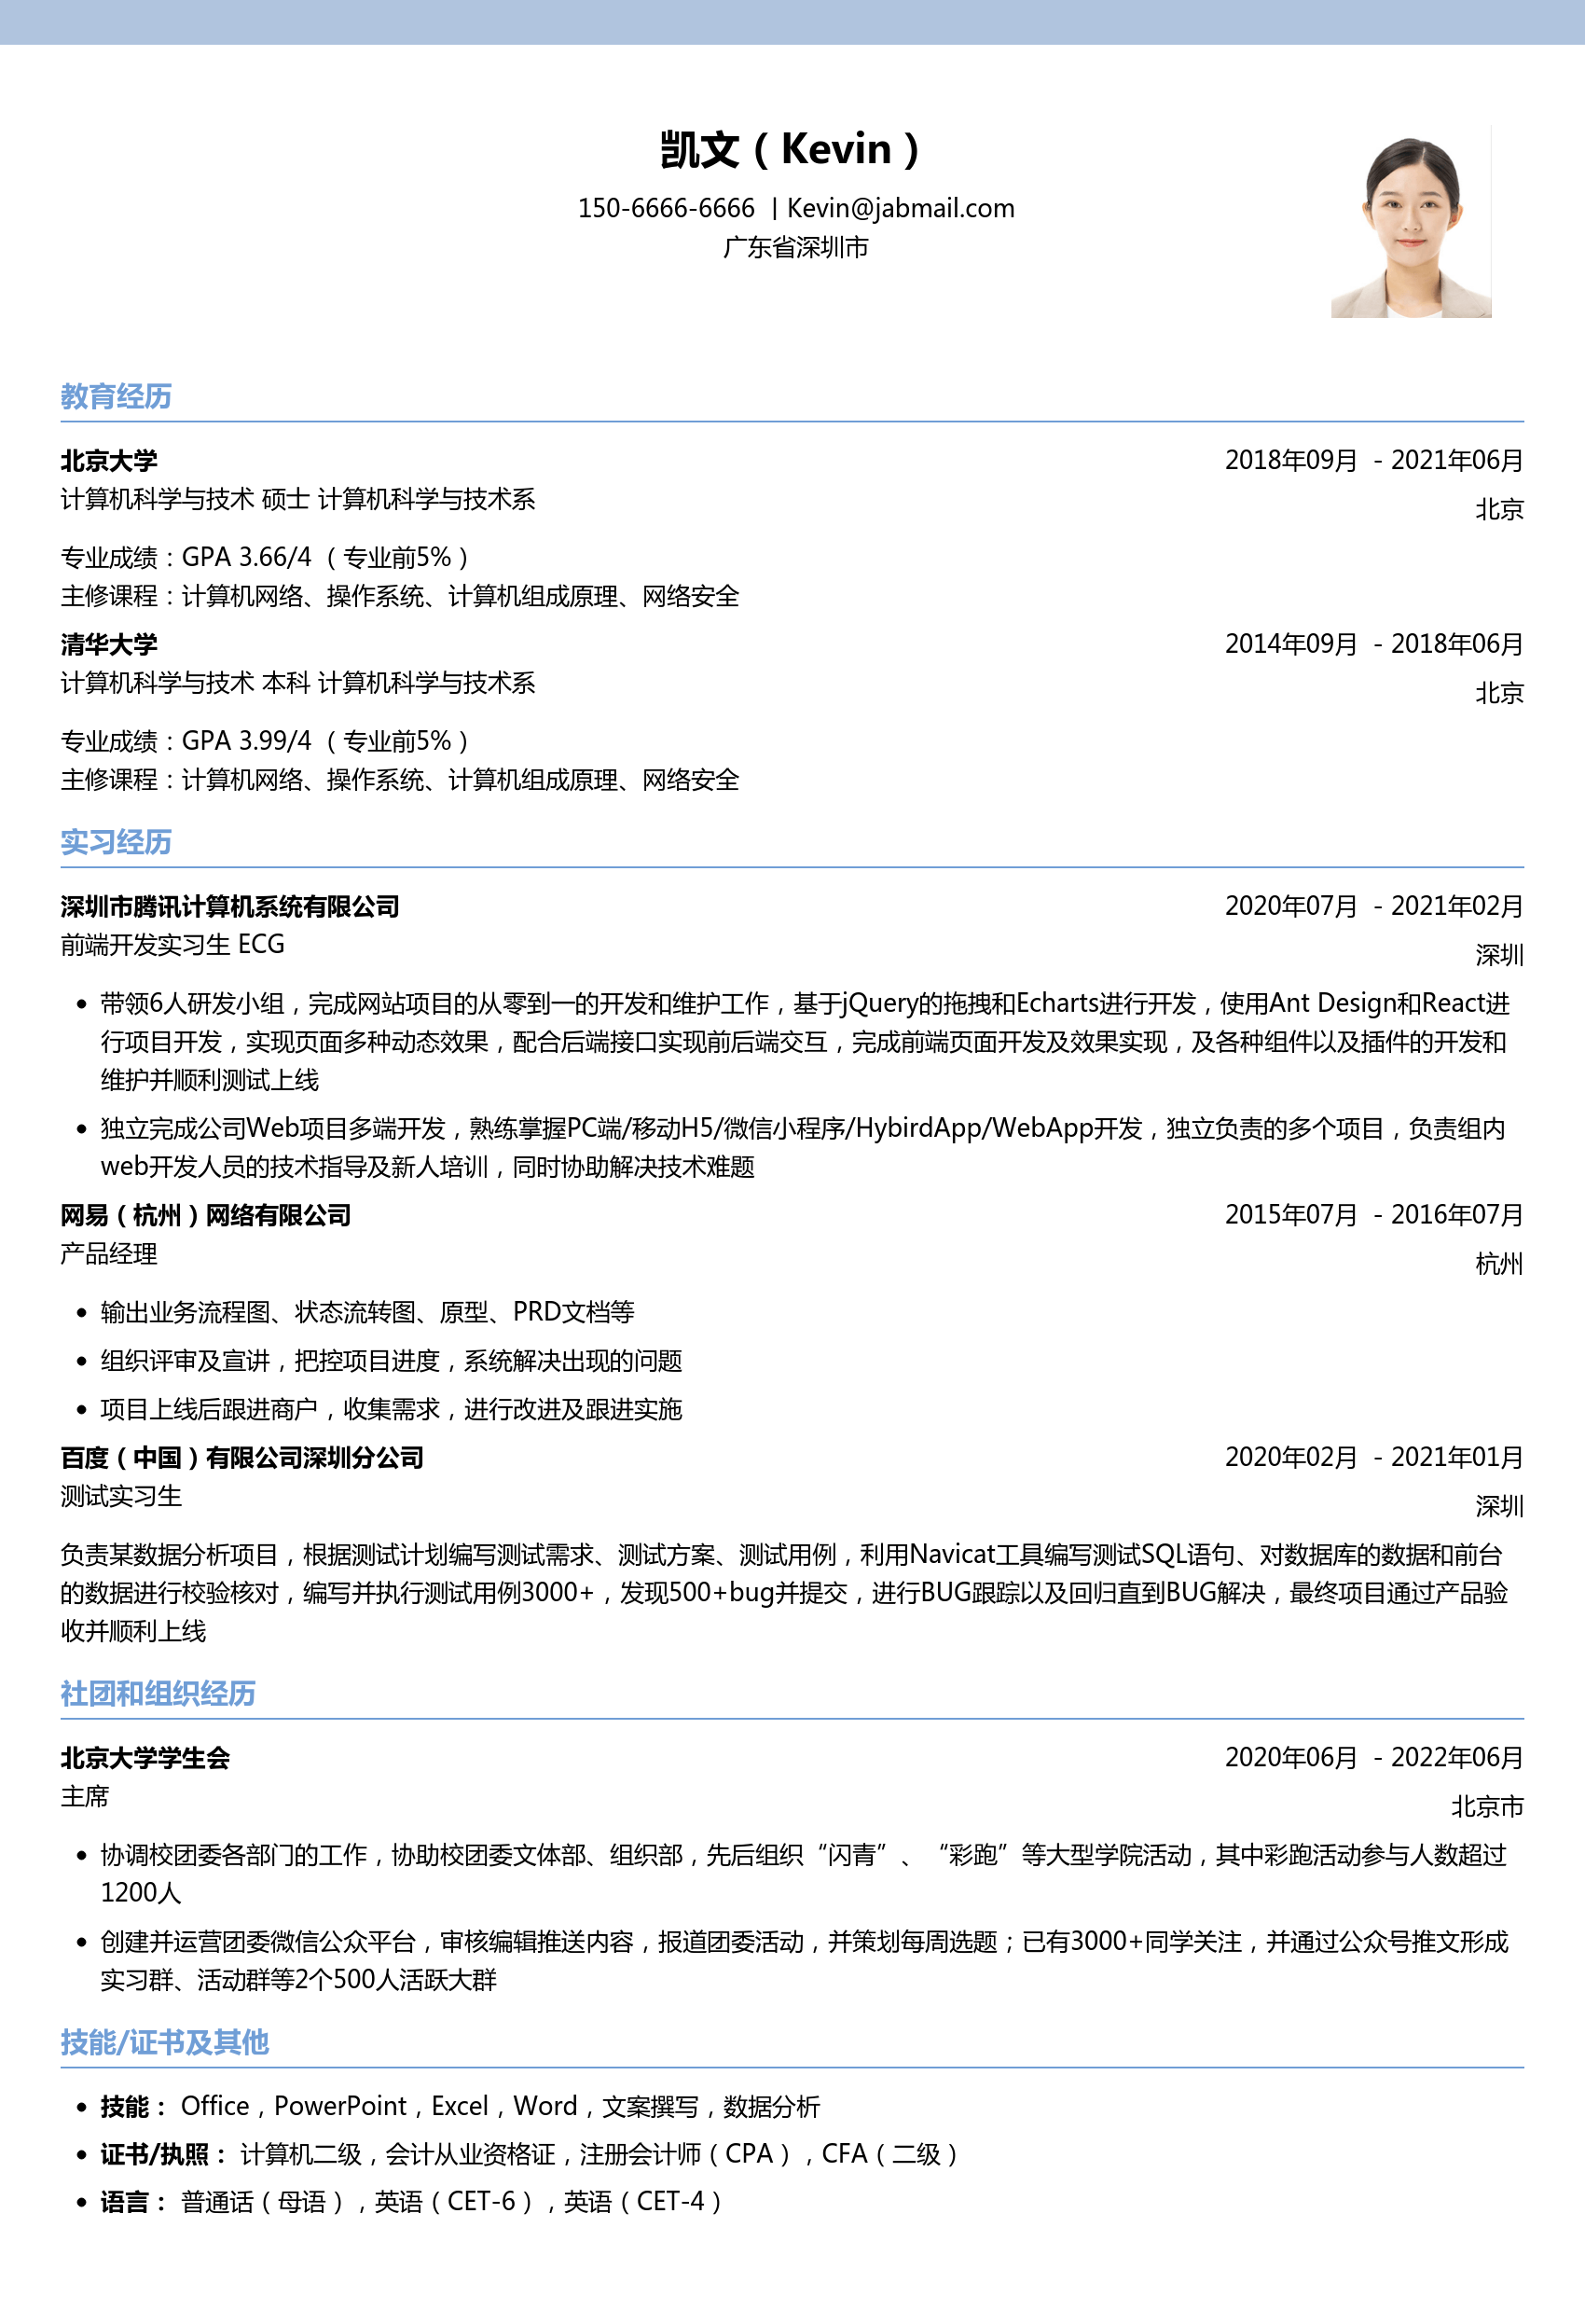 凯文（Kevin）
150-6666-6666 | Kevin@jabmail.com
广东省深圳市
教育经历
北京大学 2018年09月 - 2021年06月
计算机科学与技术 硕士 计算机科学与技术系
北京
专业成绩：GPA 3.66/4 （专业前5%）
主修课程：计算机网络、操作系统、计算机组成原理、网络安全
清华大学 2014年09月 - 2018年06月
计算机科学与技术 本科 计算机科学与技术系
北京
专业成绩：GPA 3.99/4 （专业前5%）
主修课程：计算机网络、操作系统、计算机组成原理、网络安全
实习经历
深圳市腾讯计算机系统有限公司 2020年07月 - 2021年02月
前端开发实习生 ECG
深圳
• 带领6人研发小组，完成网站项目的从零到一的开发和维护工作，基于jQuery的拖拽和Echarts进行开发，使用Ant Design和React进
行项目开发，实现页面多种动态效果，配合后端接口实现前后端交互，完成前端页面开发及效果实现，及各种组件以及插件的开发和
维护并顺利测试上线
• 独立完成公司Web项目多端开发，熟练掌握PC端/移动H5/微信小程序/HybirdApp/WebApp开发，独立负责的多个项目，负责组内
web开发人员的技术指导及新人培训，同时协助解决技术难题
网易（杭州）网络有限公司 2015年07月 - 2016年07月
产品经理
杭州
• 输出业务流程图、状态流转图、原型、PRD文档等
• 组织评审及宣讲，把控项目进度，系统解决出现的问题
• 项目上线后跟进商户，收集需求，进行改进及跟进实施
百度（中国）有限公司深圳分公司 2020年02月 - 2021年01月
测试实习生
深圳
负责某数据分析项目，根据测试计划编写测试需求、测试方案、测试用例，利用Navicat工具编写测试SQL语句、对数据库的数据和前台
的数据进行校验核对，编写并执行测试用例3000+，发现500+bug并提交，进行BUG跟踪以及回归直到BUG解决，最终项目通过产品验
收并顺利上线
社团和组织经历
北京大学学生会 2020年06月 - 2022年06月
主席
北京市
• 协调校团委各部门的工作，协助校团委文体部、组织部，先后组织“闪青”、“彩跑”等大型学院活动，其中彩跑活动参与人数超过
1200人
• 创建并运营团委微信公众平台，审核编辑推送内容，报道团委活动，并策划每周选题；已有3000+同学关注，并通过公众号推文形成
实习群、活动群等2个500人活跃大群
技能/证书及其他
• 技能： Office，PowerPoint，Excel，Word，文案撰写，数据分析
• 证书/执照： 计算机二级，会计从业资格证，注册会计师（CPA），CFA（二级）
• 语言： 普通话（母语），英语（CET-6），英语（CET-4）